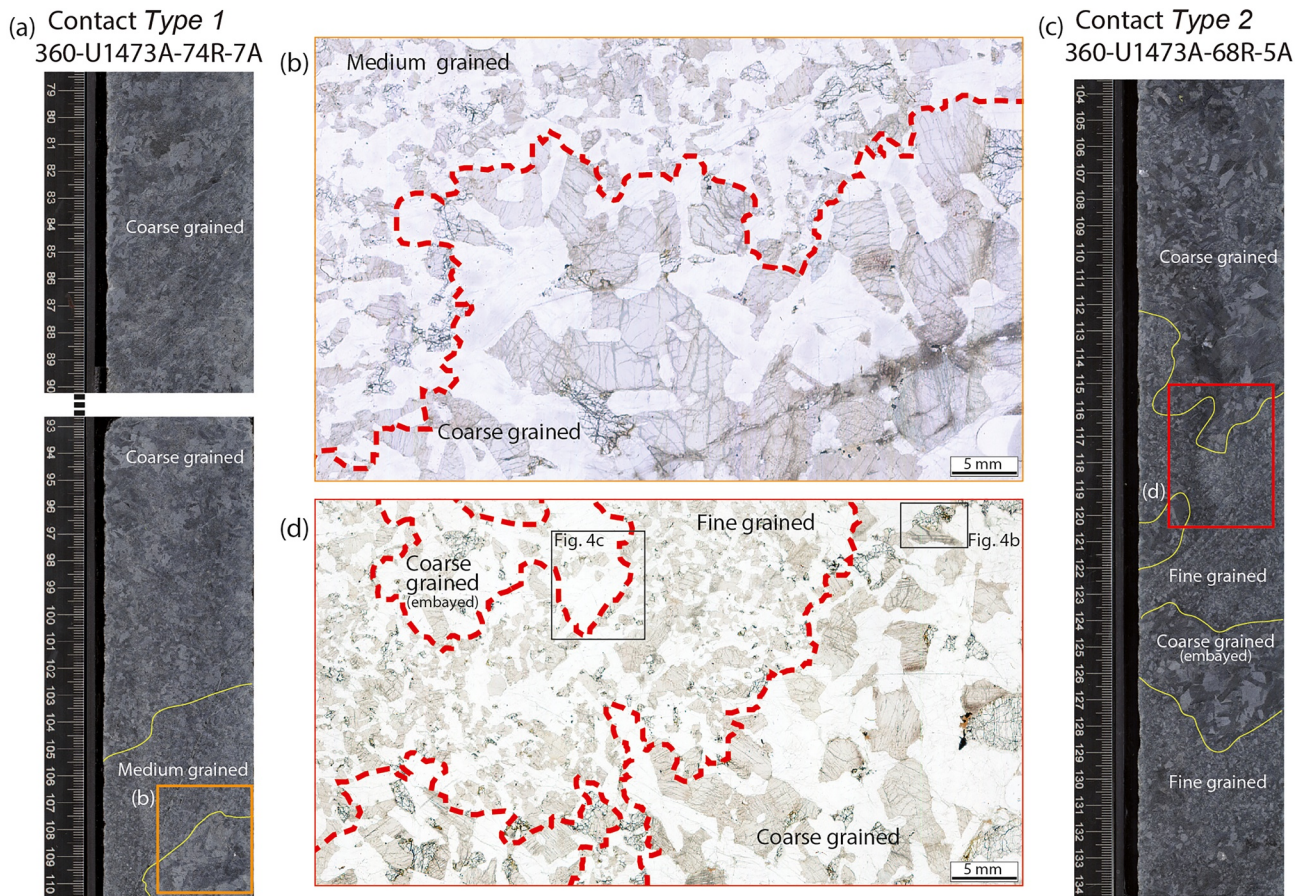 (a) Contact Type 1
360-U1473A-74R-7A
79
80
81
82
83
84
85
86
87
88
89
90
Coarse grained
93
94
95
96
97
98
99
100
101
102
103
104
105
106
107
108
109
110
Coarse grained
Medium grained
(b)
(b)
Medium grained
Coarse grained
5 mm
(d)
Coarse
grained
(embayed)
Fig. 4c
Fine grained
Fig. 4b
Coarse grained
5 mm
(c) Contact Type 2
360-U1473A-68R-5A
104
105
106
107
108
109
110
111
112
113
114
115
116
117
118
119
120
121
122
123
124
125
126
127
128
129
130
131
132
133
134
Coarse grained
(d)
Fine grained
Coarse grained
(embayed)
Fine grained